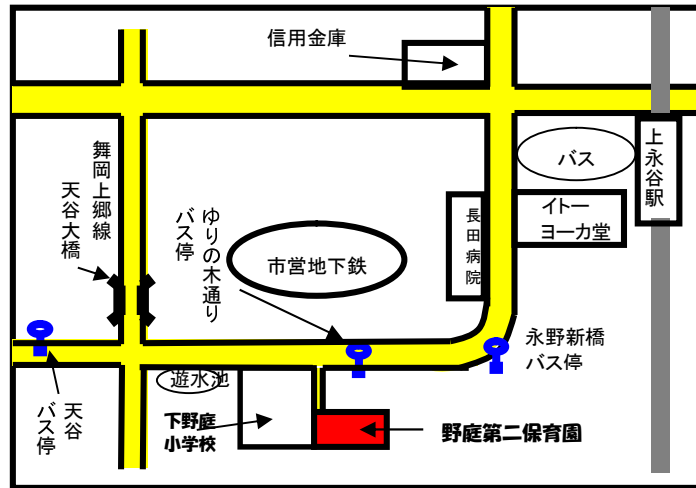 信用金庫
バス
上永谷駅
イトー
ヨーカ堂
長田病院
舞岡上郷線
天谷大橋
ゆりの木通り
バス停
市営地下鉄
永野新橋
バス停
天谷
バス停
遊水池
下野庭
小学校
野庭第二保育園